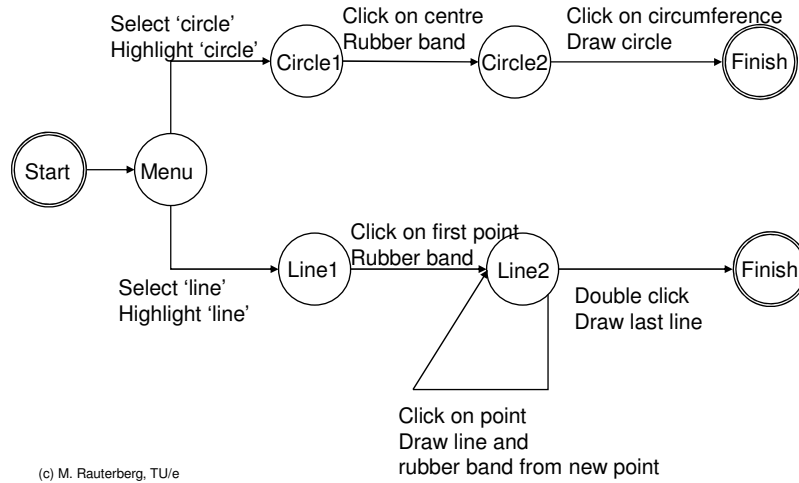 Select ‘circle’
Highlight ‘circle’
Click on centre
Rubber band
Click on circumference
Draw circle
Circle1
Circle2
Finish
Start
Menu
Click on first point
Rubber band
Line1
Line2
Finish
Select ‘line’
Highlight ‘line’
Double click
Draw last line
Click on point
Draw line and
rubber band from new point
(c) M. Rauterberg, TU/e